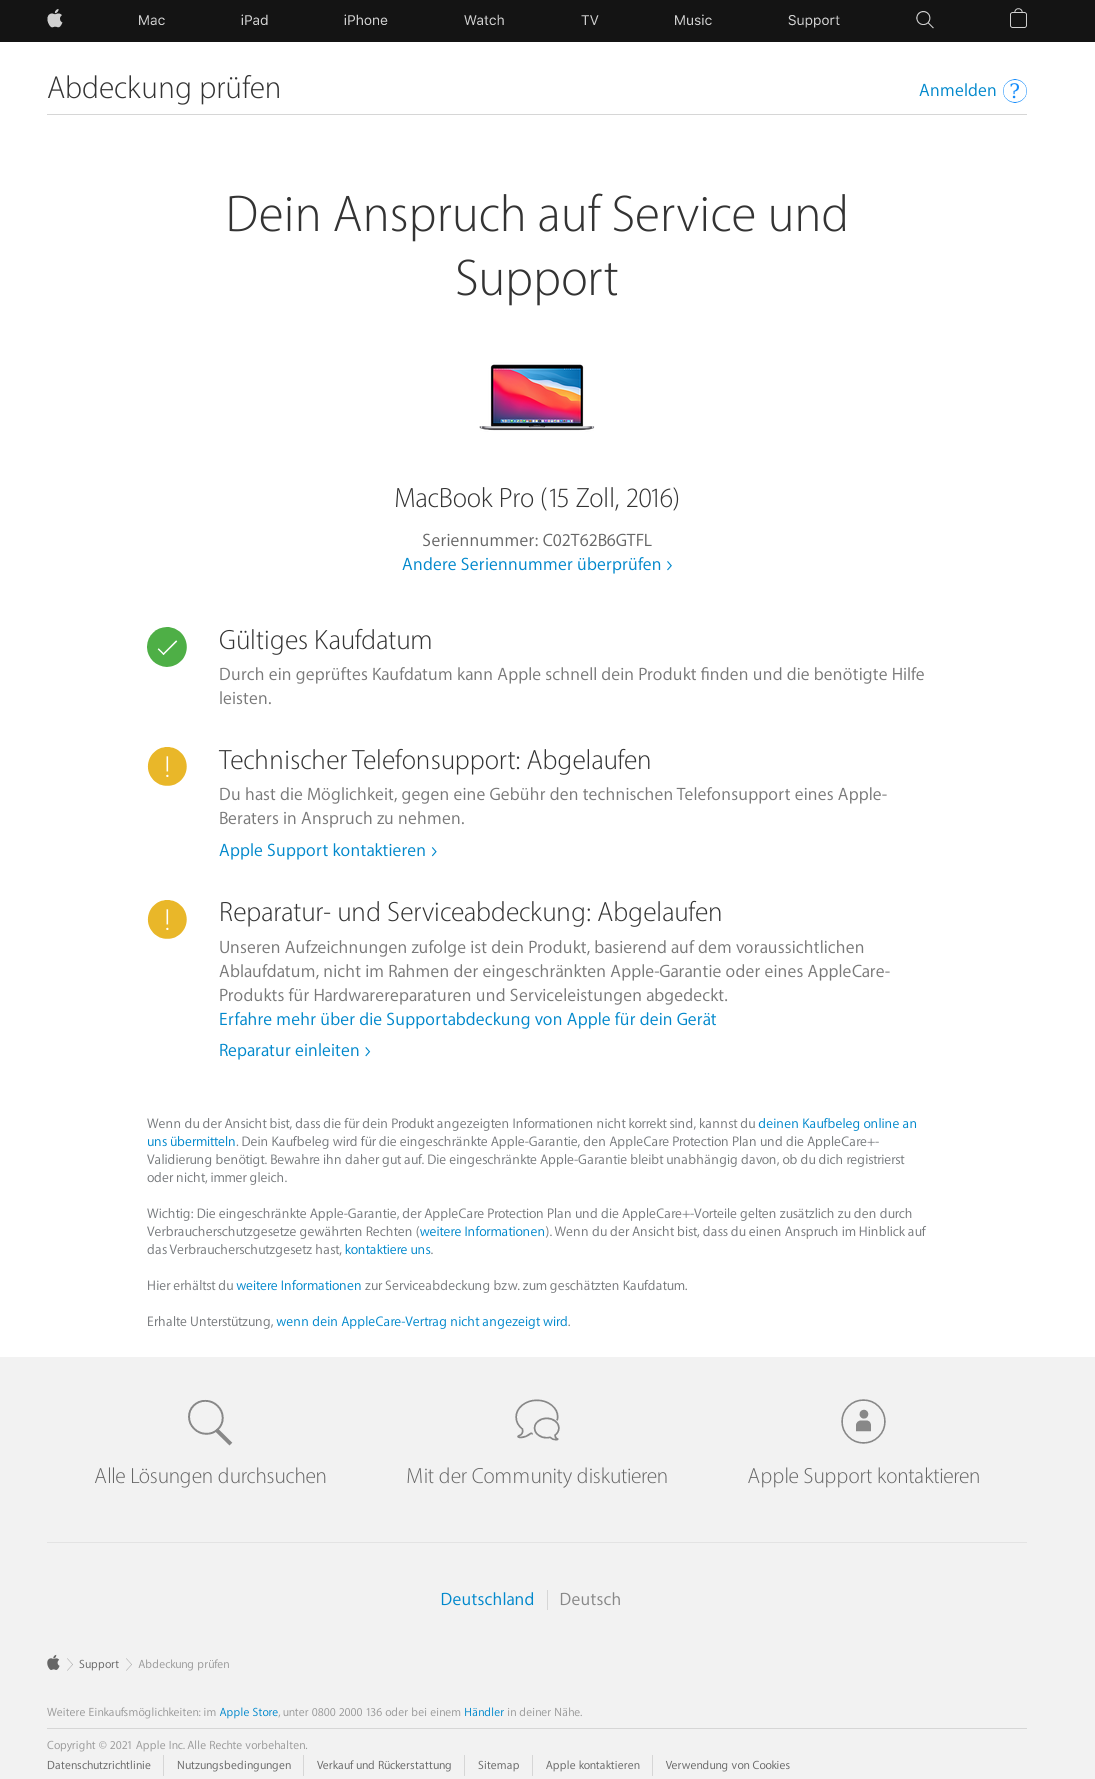 Mac iPad iPhone Watch TV Music Support
Abdeckung prüfen
Anmelden ?
Dein Anspruch auf Service und
Support
MacBook Pro (15 Zoll, 2016)
Seriennummer: C02T62B6GTFL
Andere Seriennummer überprüfen ›
Gültiges Kaufdatum
Durch ein geprüftes Kaufdatum kann Apple schnell dein Produkt finden und die benötigte Hilfe
leisten.
Technischer Telefonsupport: Abgelaufen
Du hast die Möglichkeit, gegen eine Gebühr den technischen Telefonsupport eines Apple-
Beraters in Anspruch zu nehmen.
Apple Support kontaktieren ›
Reparatur- und Serviceabdeckung: Abgelaufen
Unseren Aufzeichnungen zufolge ist dein Produkt, basierend auf dem voraussichtlichen
Ablaufdatum, nicht im Rahmen der eingeschränkten Apple-Garantie oder eines AppleCare-
Produkts für Hardwarereparaturen und Serviceleistungen abgedeckt.
Erfahre mehr über die Supportabdeckung von Apple für dein Gerät
Reparatur einleiten ›
Wenn du der Ansicht bist, dass die für dein Produkt angezeigten Informationen nicht korrekt sind, kannst du deinen Kaufbeleg online an
uns übermitteln. Dein Kaufbeleg wird für die eingeschränkte Apple-Garantie, den AppleCare Protection Plan und die AppleCare+-
Validierung benötigt. Bewahre ihn daher gut auf. Die eingeschränkte Apple-Garantie bleibt unabhängig davon, ob du dich registrierst
oder nicht, immer gleich.
Wichtig: Die eingeschränkte Apple-Garantie, der AppleCare Protection Plan und die AppleCare+-Vorteile gelten zusätzlich zu den durch
Verbraucherschutzgesetze gewährten Rechten (weitere Informationen). Wenn du der Ansicht bist, dass du einen Anspruch im Hinblick auf
das Verbraucherschutzgesetz hast, kontaktiere uns.
Hier erhältst du weitere Informationen zur Serviceabdeckung bzw. zum geschätzten Kaufdatum.
Erhalte Unterstützung, wenn dein AppleCare-Vertrag nicht angezeigt wird.
Alle Lösungen durchsuchen
Mit der Community diskutieren
Apple Support kontaktieren
Deutschland Deutsch
Support Abdeckung prüfen
Weitere Einkaufsmöglichkeiten: im Apple Store, unter 0800 2000 136 oder bei einem Händler in deiner Nähe.
Copyright © 2021 Apple Inc. Alle Rechte vorbehalten.
Datenschutzrichtlinie Nutzungsbedingungen Verkauf und Rückerstattung Sitemap Apple kontaktieren Verwendung von Cookies